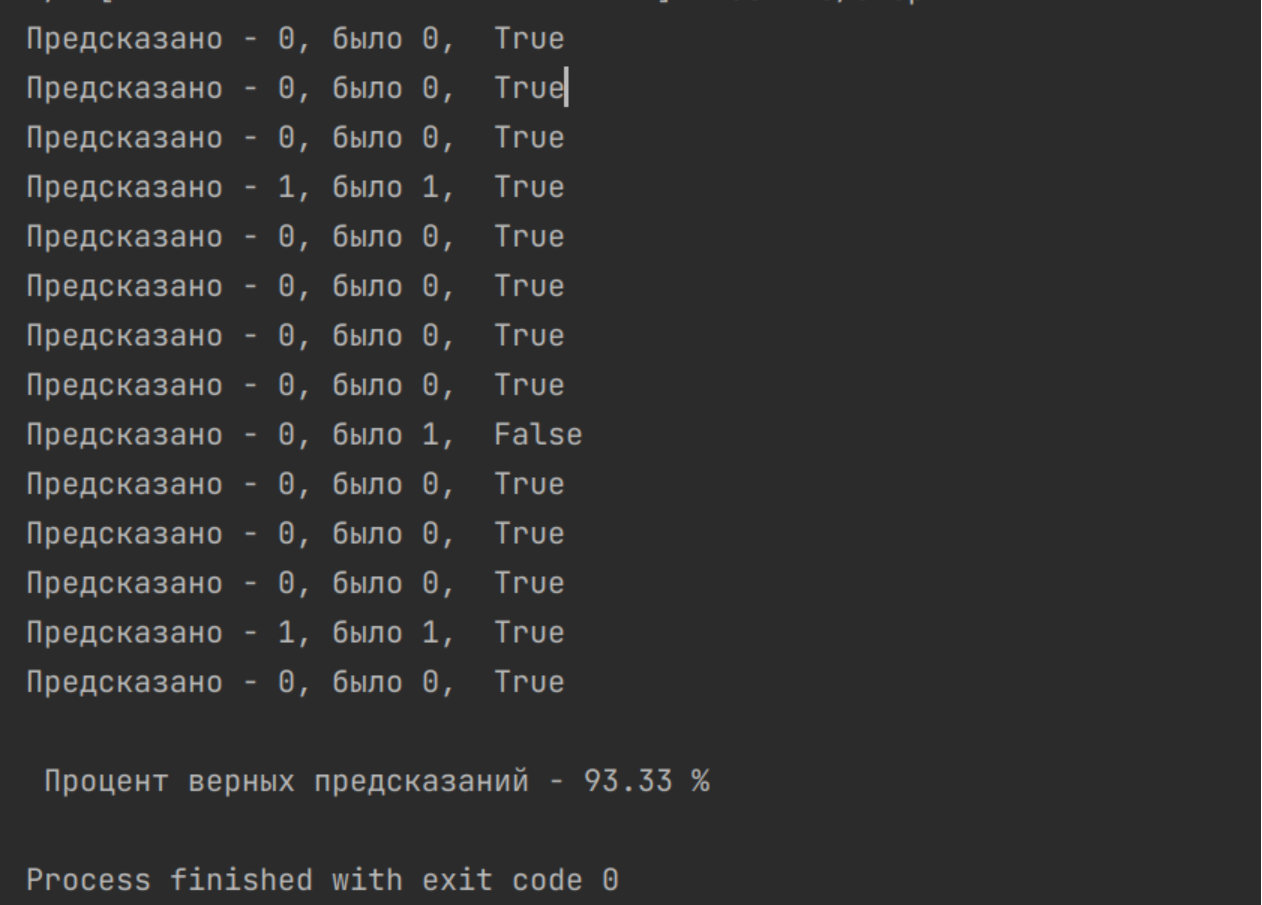 Предсказано - 0, было 0,  True
Предсказано - 0, было 0,  True
Предсказано - 0, было 0,  True
Предсказано - 1, было 1,  True
Предсказано - 0, было 0,  True
Предсказано - 0, было 0,  True
Предсказано - 0, было 0,  True
Предсказано - 0, было 0,  True
Предсказано - 0, было 1,  False
Предсказано - 0, было 0,  True
Предсказано - 0, было 0,  True
Предсказано - 0, было 0,  True
Предсказано - 1, было 1,  True
Предсказано - 0, было 0,  True
Процент верных предсказаний - 93.33 %
Process finished with exit code 0